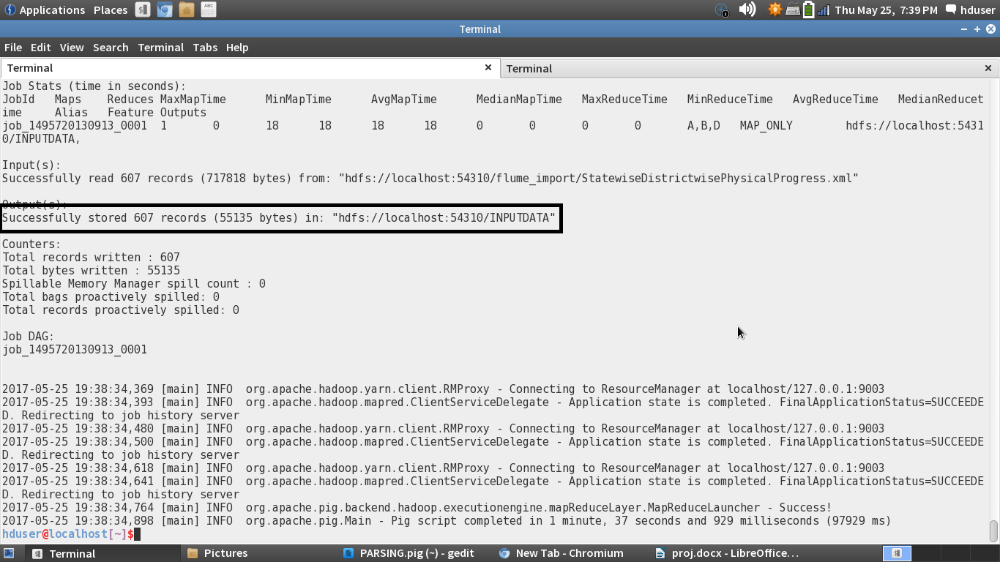 Applications Places $ ABC Thu May 25, 7:39 PM hduser
Terminal
File Edit View Search Terminal Tabs Help
Terminal Terminal
Job Stats (time in seconds):
JobId Maps Reduces MaxMapTime MinMapTime AvgMapTime MedianMapTime MaxReduceTime MinReduceTime AvgReduceTime MedianReducet
ime Alias Feature Outputs
job_1495720130913_0001 1 0 18 18 18 18 0 0 0 0 A,B,D MAP_ONLY hdfs://localhost:5431
0/INPUTDATA,
Input(s):
Successfully read 607 records (717818 bytes) from: "hdfs://localhost:54310/flume_import/StatewiseDistrictwisePhysicalProgress.xml"
Output(s):
Successfully stored 607 records (55135 bytes) in: "hdfs://localhost:54310/INPUTDATA"
Counters:
Total records written : 607
Total bytes written : 55135
Spillable Memory Manager spill count : 0
Total bags proactively spilled: 0
Total records proactively spilled: 0
Job DAG:
job_1495720130913_0001
2017-05-25 19:38:34,369 [main] INFO org.apache.hadoop.yarn.client.RMProxy - Connecting to ResourceManager at localhost/127.0.0.1:9003
2017-05-25 19:38:34,393 [main] INFO org.apache.hadoop.mapred.ClientServiceDelegate - Application state is completed. FinalApplicationStatus=SUCCEEDE
D. Redirecting to job history server
2017-05-25 19:38:34,480 [main] INFO org.apache.hadoop.yarn.client.RMProxy - Connecting to ResourceManager at localhost/127.0.0.1:9003
2017-05-25 19:38:34,500 [main] INFO org.apache.hadoop.mapred.ClientServiceDelegate - Application state is completed. FinalApplicationStatus=SUCCEEDE
D. Redirecting to job history server
2017-05-25 19:38:34,618 [main] INFO org.apache.hadoop.yarn.client.RMProxy - Connecting to ResourceManager at localhost/127.0.0.1:9003
2017-05-25 19:38:34,641 [main] INFO org.apache.hadoop.mapred.ClientServiceDelegate - Application state is completed. FinalApplicationStatus=SUCCEEDE
D. Redirecting to job history server
2017-05-25 19:38:34,764 [main] INFO org.apache.pig.backend.hadoop.executionengine.mapReduceLayer.MapReduceLauncher - Success!
2017-05-25 19:38:34,898 [main] INFO org.apache.pig.Main - Pig script completed in 1 minute, 37 seconds and 929 milliseconds (97929 ms)
hduser@localhost[~]$
Terminal Pictures PARSING.pig (~) - gedit New Tab - Chromium proj.docx - LibreOffice…